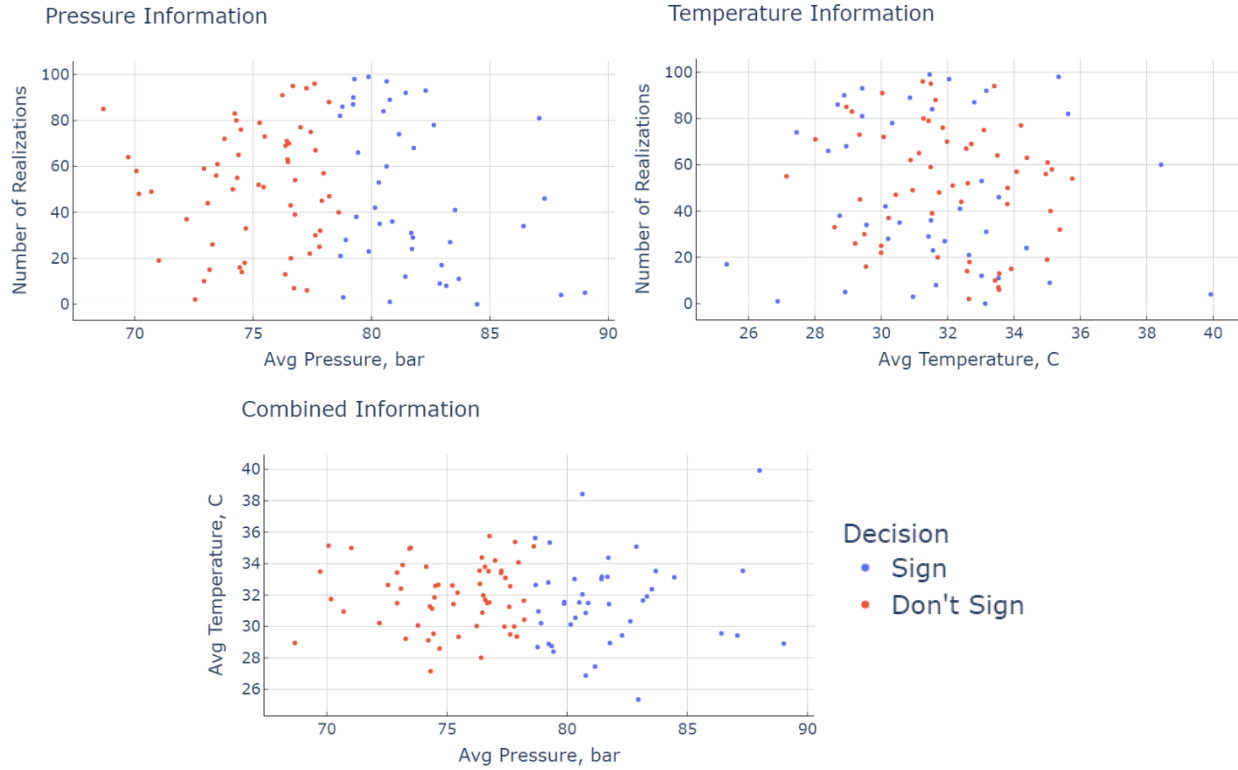 Pressure Information
Number of Realizations
100
80
60
40
20
0
70 75 80 85 90
Avg Pressure, bar
Temperature Information
Number of Realizations
100
80
60
40
20
0
26 28 30 32 34 36 38 40
Avg Temperature, C
Combined Information
Avg Temperature, C
40
38
36
34
32
30
28
26
70 75 80 85 90
Avg Pressure, bar
Decision
Sign
Don't Sign